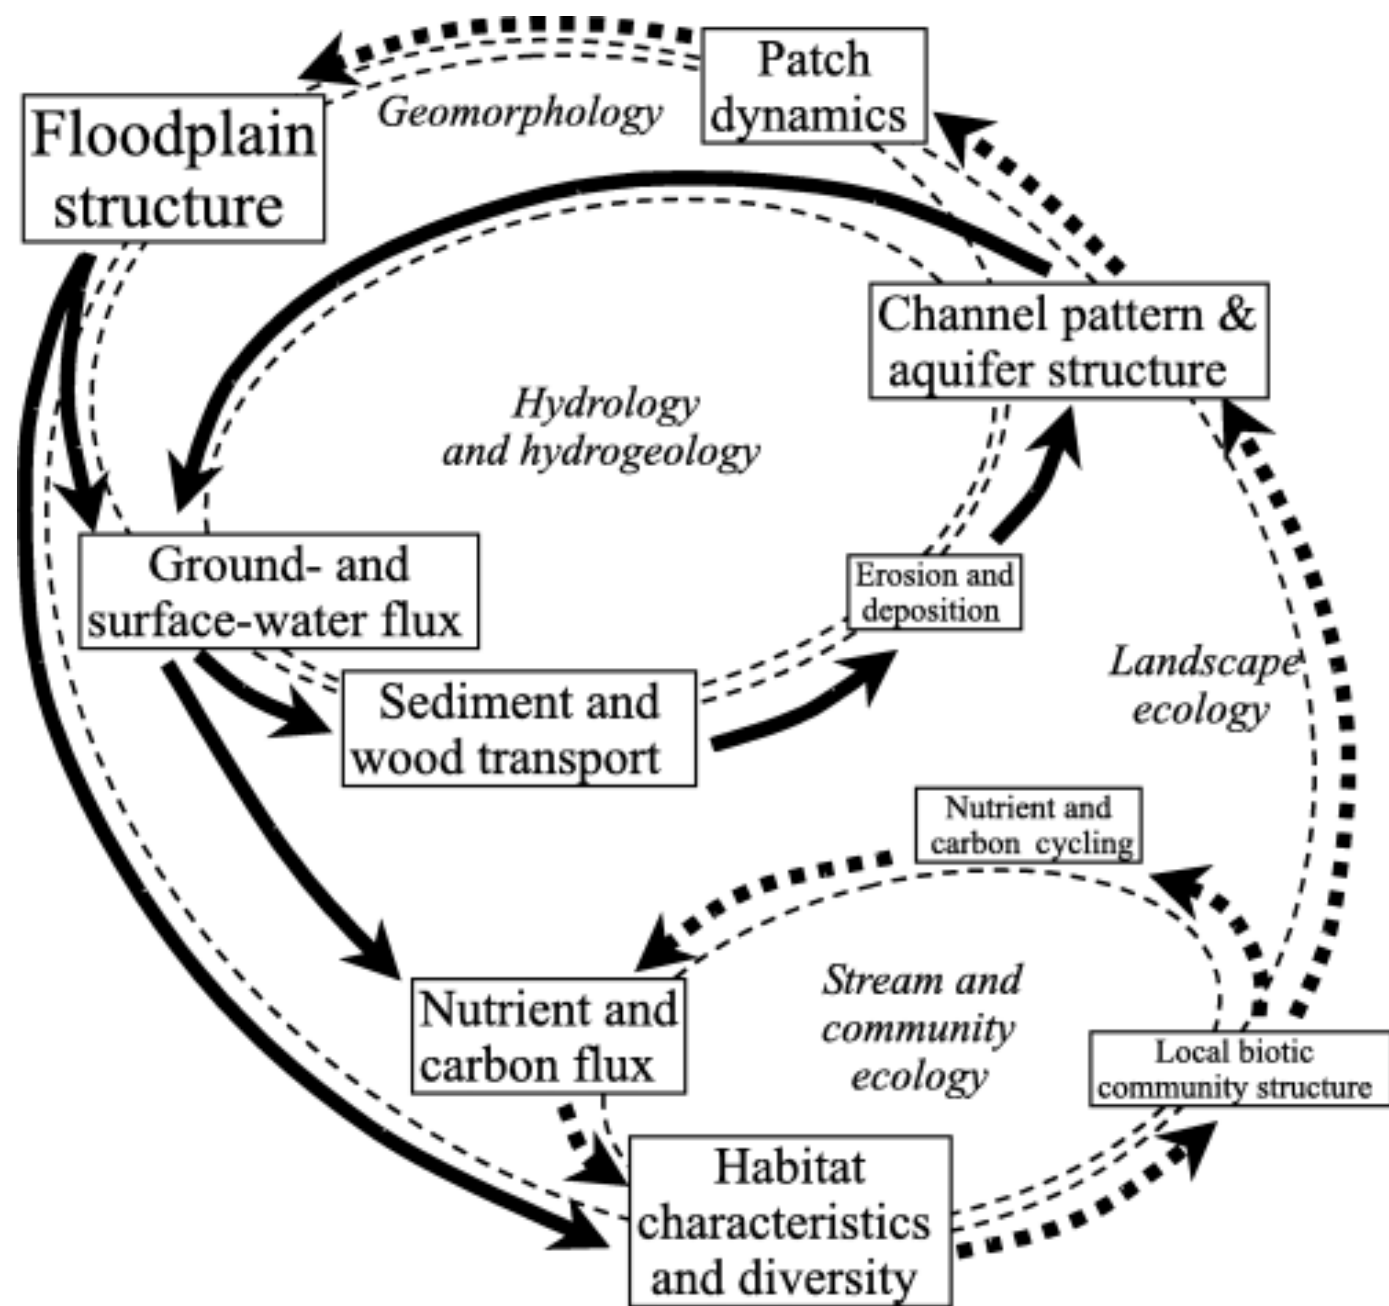 Patch
dynamics
Geomorphology
Floodplain
structure
Channel pattern &
aquifer structure
Hydrology
and hydrogeology
Ground- and
surface-water flux
Erosion and
deposition
Sediment and
wood transport
Landscape
ecology
Nutrient and
carbon cycling
Stream and
community
ecology
Nutrient and
carbon flux
Local biotic
community structure
Habitat
characteristics
and diversity